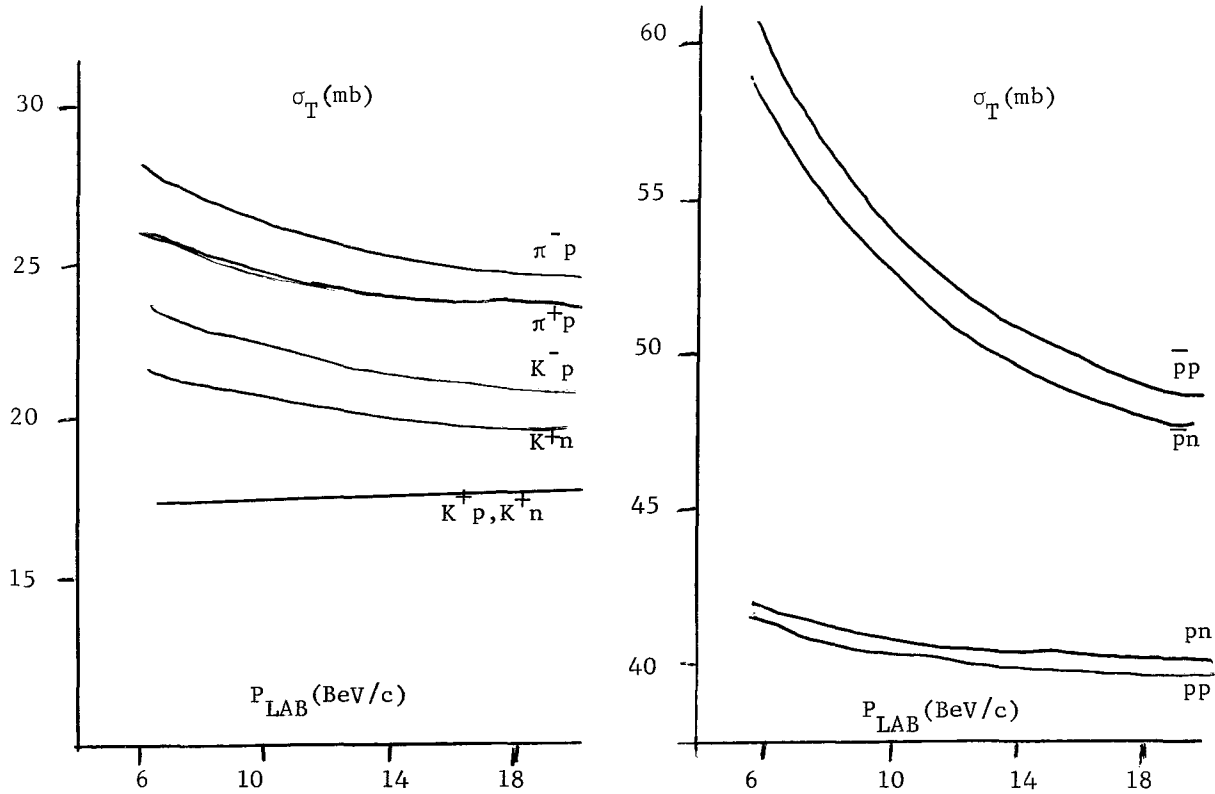 σ_T(mb)
30
25
20
15
π⁻p
π⁺p
K⁻p
K⁺n
K⁺p,K⁺n
P_LAB(BeV/c)
6 10 14 18
σ_T(mb)
60
55
50
45
40
p̄p
p̄n
pn
pp
P_LAB(BeV/c)
6 10 14 18